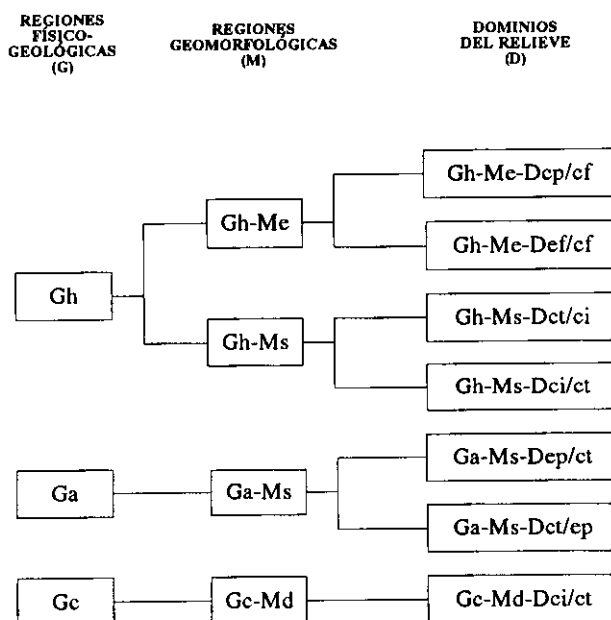 REGIONES
FÍSICO-
GEOLÓGICAS
(G)
REGIONES
GEOMORFOLÓGICAS
(M)
DOMINIOS
DEL RELIEVE
(D)
Gh-Me-Dcp/cf
Gh-Me
Gh-Me-Def/cf
Gh
Gh-Ms-Dct/ci
Gh-Ms
Gh-Ms-Dci/ct
Ga-Ms-Dep/ct
Ga
Ga-Ms
Ga-Ms-Dct/ep
Gc
Gc-Md
Gc-Md-Dci/ct